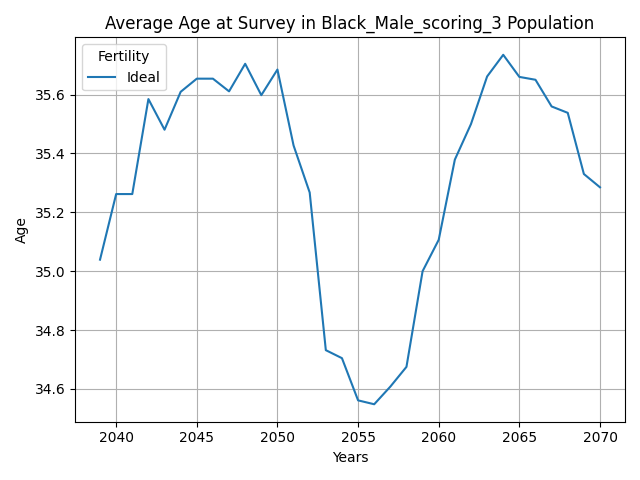 Average Age at Survey in Black_Male_scoring_3 Population
Fertility
Ideal
Age
35.6
35.4
35.2
35.0
34.8
34.6
2040 2045 2050 2055 2060 2065 2070
Years